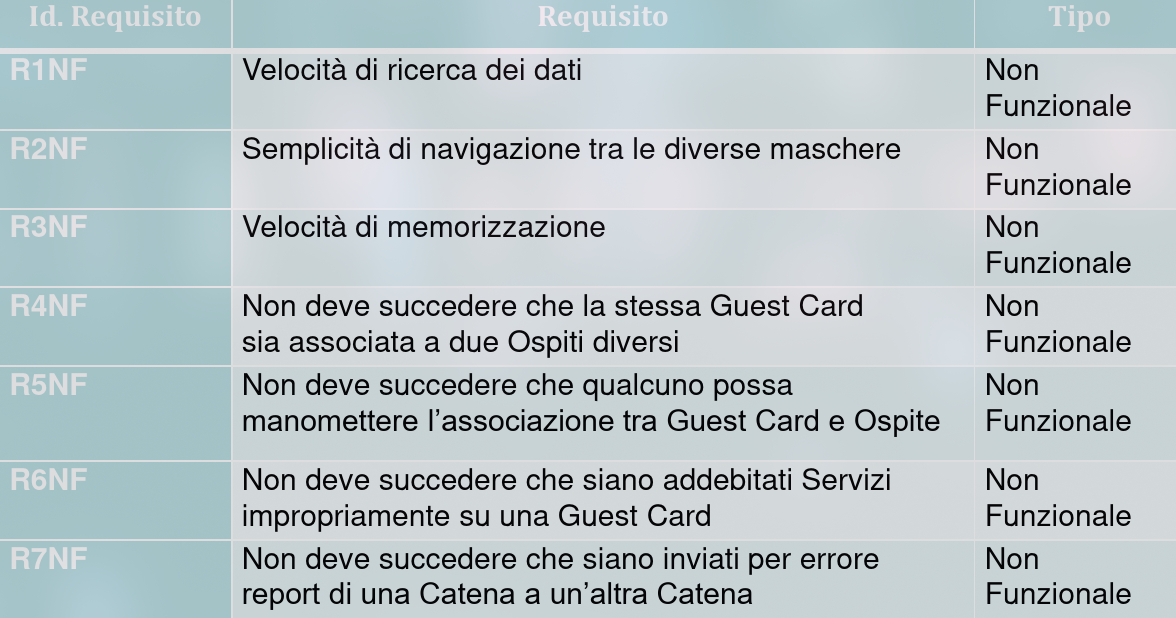 Id. Requisito Requisito Tipo
R1NF Velocità di ricerca dei dati Non
Funzionale
R2NF Semplicità di navigazione tra le diverse maschere Non
Funzionale
R3NF Velocità di memorizzazione Non
Funzionale
R4NF Non deve succedere che la stessa Guest Card Non
sia associata a due Ospiti diversi Funzionale
R5NF Non deve succedere che qualcuno possa Non
manomettere l’associazione tra Guest Card e Ospite Funzionale
R6NF Non deve succedere che siano addebitati Servizi Non
impropriamente su una Guest Card Funzionale
R7NF Non deve succedere che siano inviati per errore Non
report di una Catena a un’altra Catena Funzionale